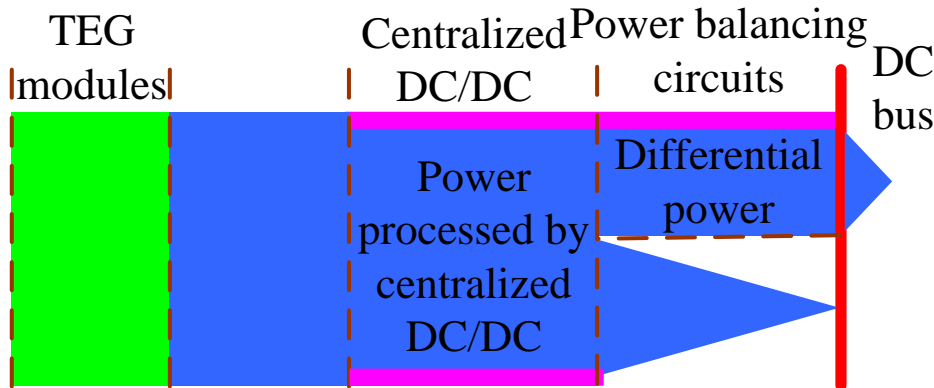 TEG
modules
Centralized
DC/DC
Power balancing
circuits
DC
bus
Power
processed by
centralized
DC/DC
Differential
power